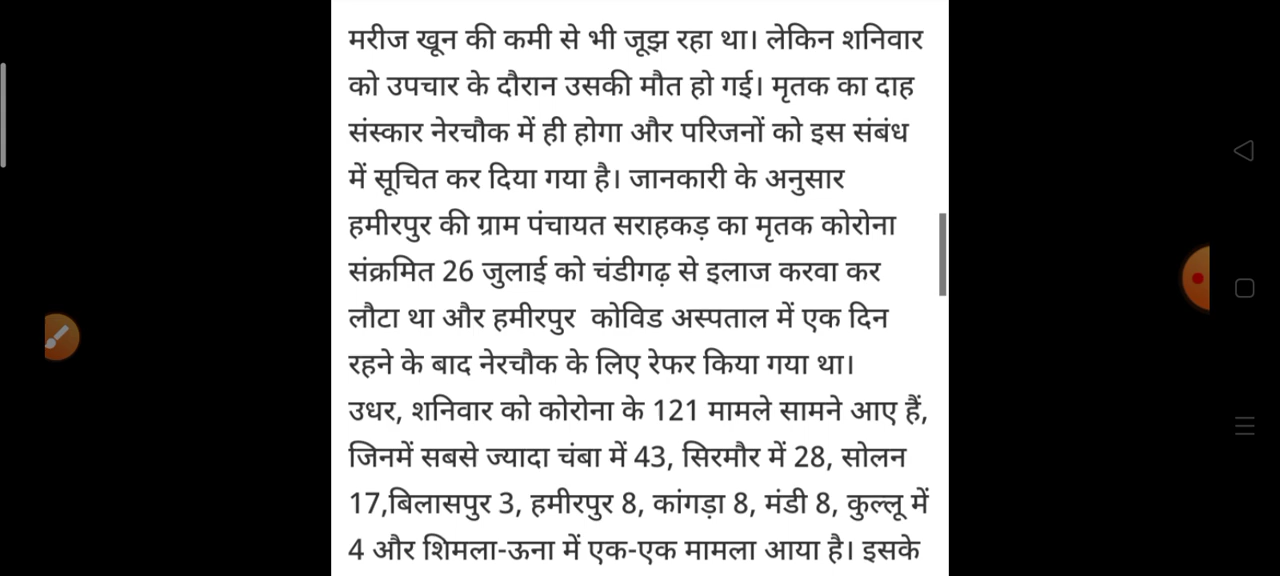 मरीज खून की कमी से भी जूझ रहा था। लेकिन शनिवार
को उपचार के दौरान उसकी मौत हो गई। मृतक का दाह
संस्कार नेरचौक में ही होगा और परिजनों को इस संबंध
में सूचित कर दिया गया है। जानकारी के अनुसार
हमीरपुर की ग्राम पंचायत सराहकड़ का मृतक कोरोना
संक्रमित 26 जुलाई को चंडीगढ़ से इलाज करवा कर
लौटा था और हमीरपुर कोविड अस्पताल में एक दिन
रहने के बाद नेरचौक के लिए रेफर किया गया था।
उधर, शनिवार को कोरोना के 121 मामले सामने आए हैं,
जिनमें सबसे ज्यादा चंबा में 43, सिरमौर में 28, सोलन
17,बिलासपुर 3, हमीरपुर 8, कांगड़ा 8, मंडी 8, कुल्लू में
4 और शिमला-ऊना में एक-एक मामला आया है। इसके